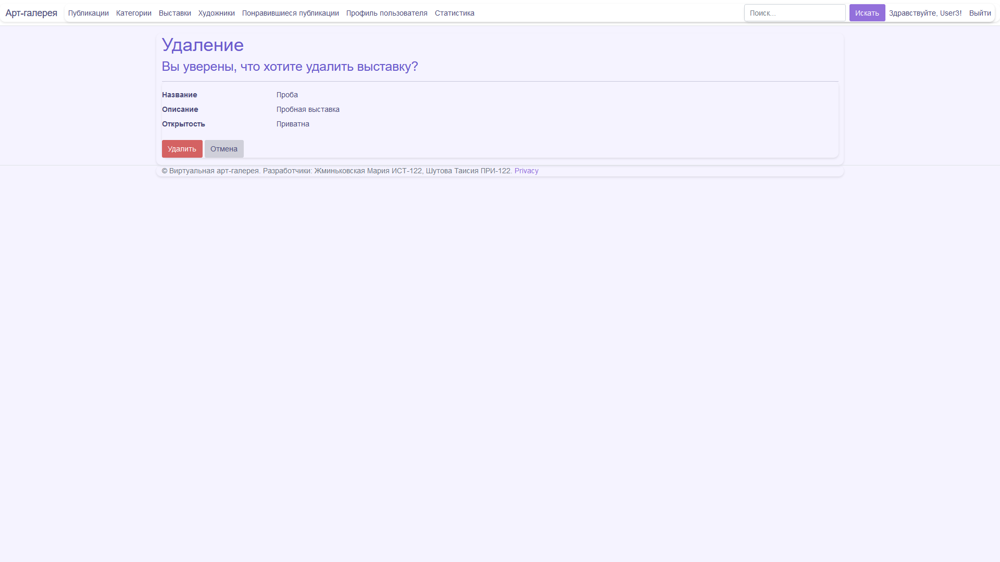 Арт-галерея Публикации Категории Выставки Художники Понравившиеся публикации Профиль пользователя Статистика Поиск... Искать Здравствуйте, User3! Выйти
Удаление
Вы уверены, что хотите удалить выставку?
Название Проба
Описание Пробная выставка
Открытость Приватна
Удалить Отмена
© Виртуальная арт-галерея. Разработчики: Жминьковская Мария ИСТ-122, Шутова Таисия ПРИ-122. Privacy